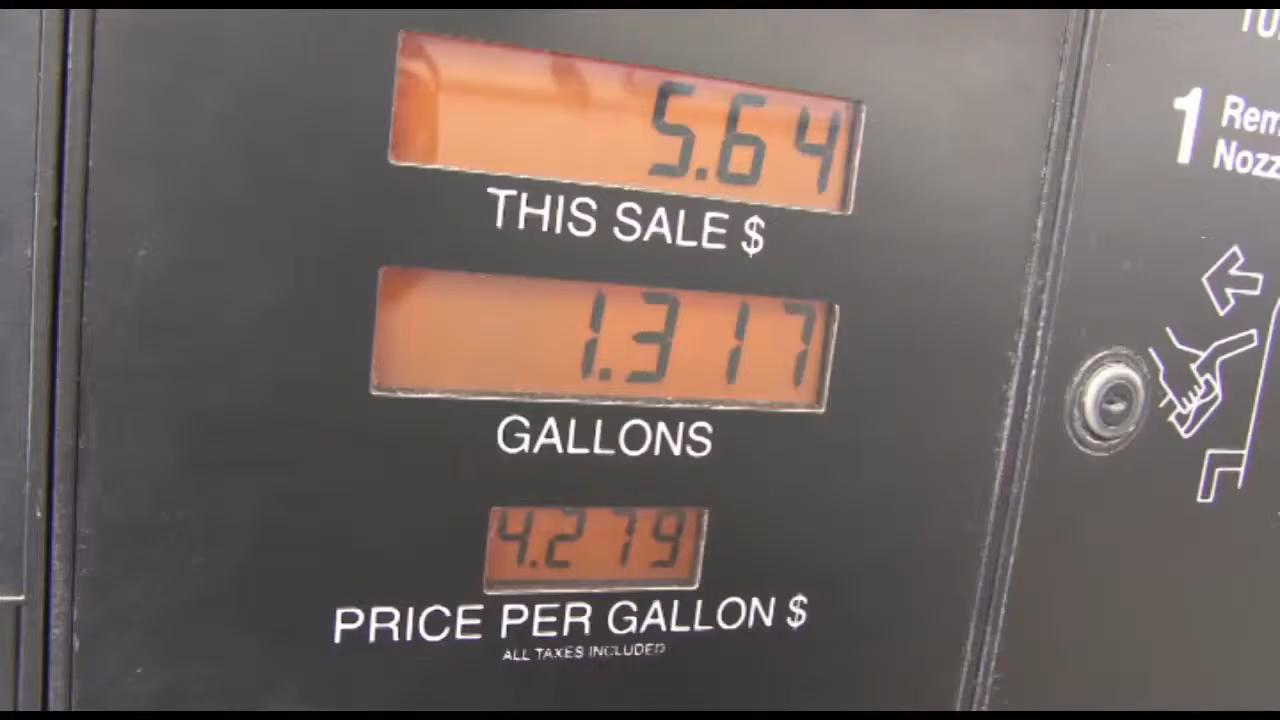 5.64
THIS SALE $
1.317
GALLONS
4.279
PRICE PER GALLON $
ALL TAXES INCLUDED
1